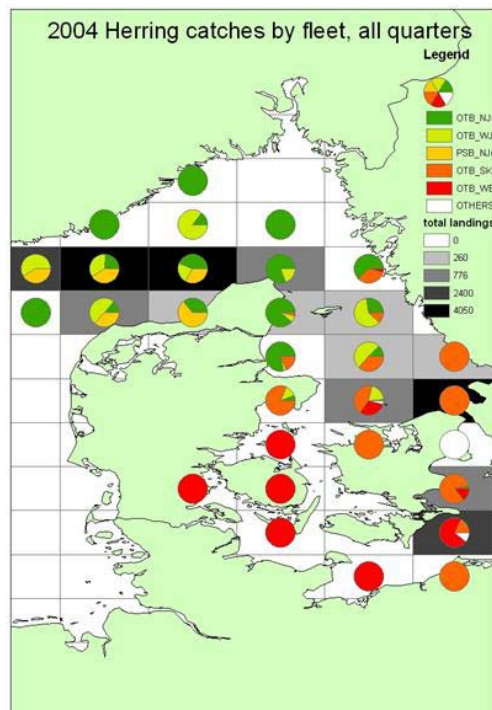 2004 Herring catches by fleet, all quarters
Legend
OTB_NJ
OTB_WJ
PSB_NJ
OTB_SK
OTB_WE
OTHERS
total landings
0
260
776
2400
4050